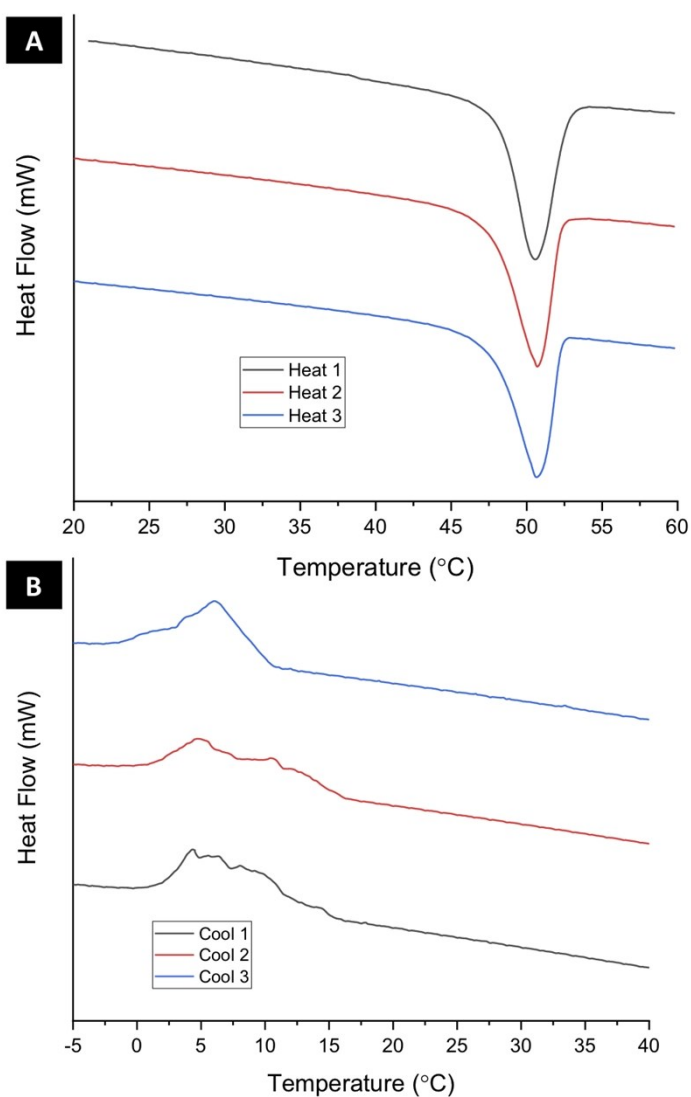 A
Heat Flow (mW)
Heat 1
Heat 2
Heat 3
20 25 30 35 40 45 50 55 60
Temperature (°C)
B
Heat Flow (mW)
Cool 1
Cool 2
Cool 3
-5 0 5 10 15 20 25 30 35 40
Temperature (°C)